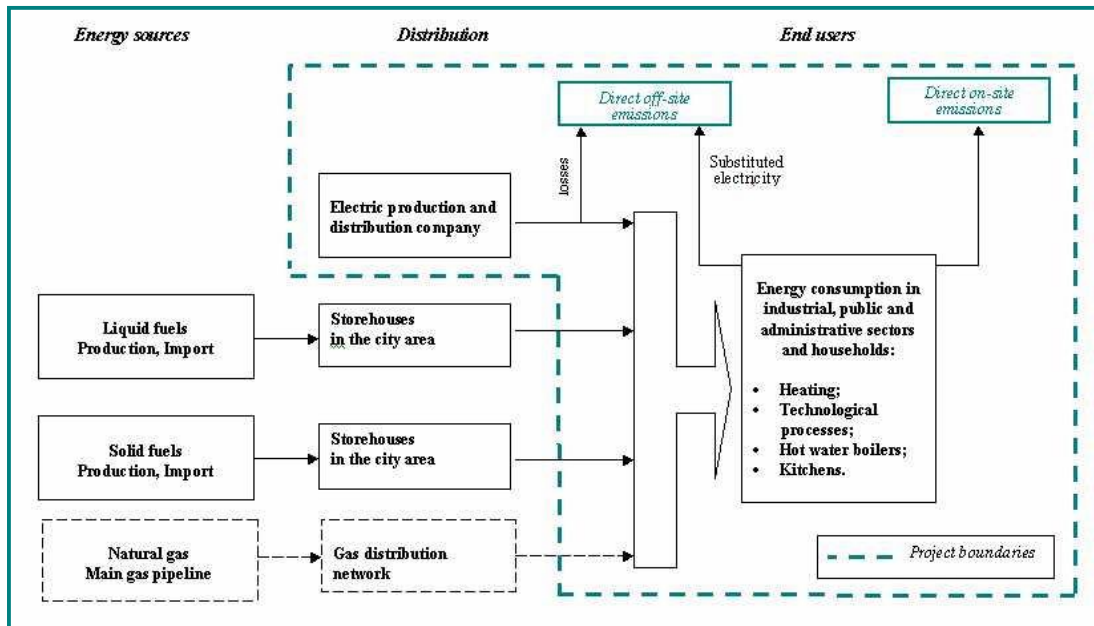 Energy sources
Distribution
End users
Direct off-site
emissions
Direct on-site
emissions
losses
Substituted
electricity
Electric production and
distribution company
Liquid fuels
Production, Import
Storehouses
in the city area
Solid fuels
Production, Import
Storehouses
in the city area
Natural gas
Main gas pipeline
Gas distribution
network
Energy consumption in
industrial, public and
administrative sectors
and households:
• Heating;
• Technological
processes;
• Hot water boilers;
• Kitchens.
Project boundaries